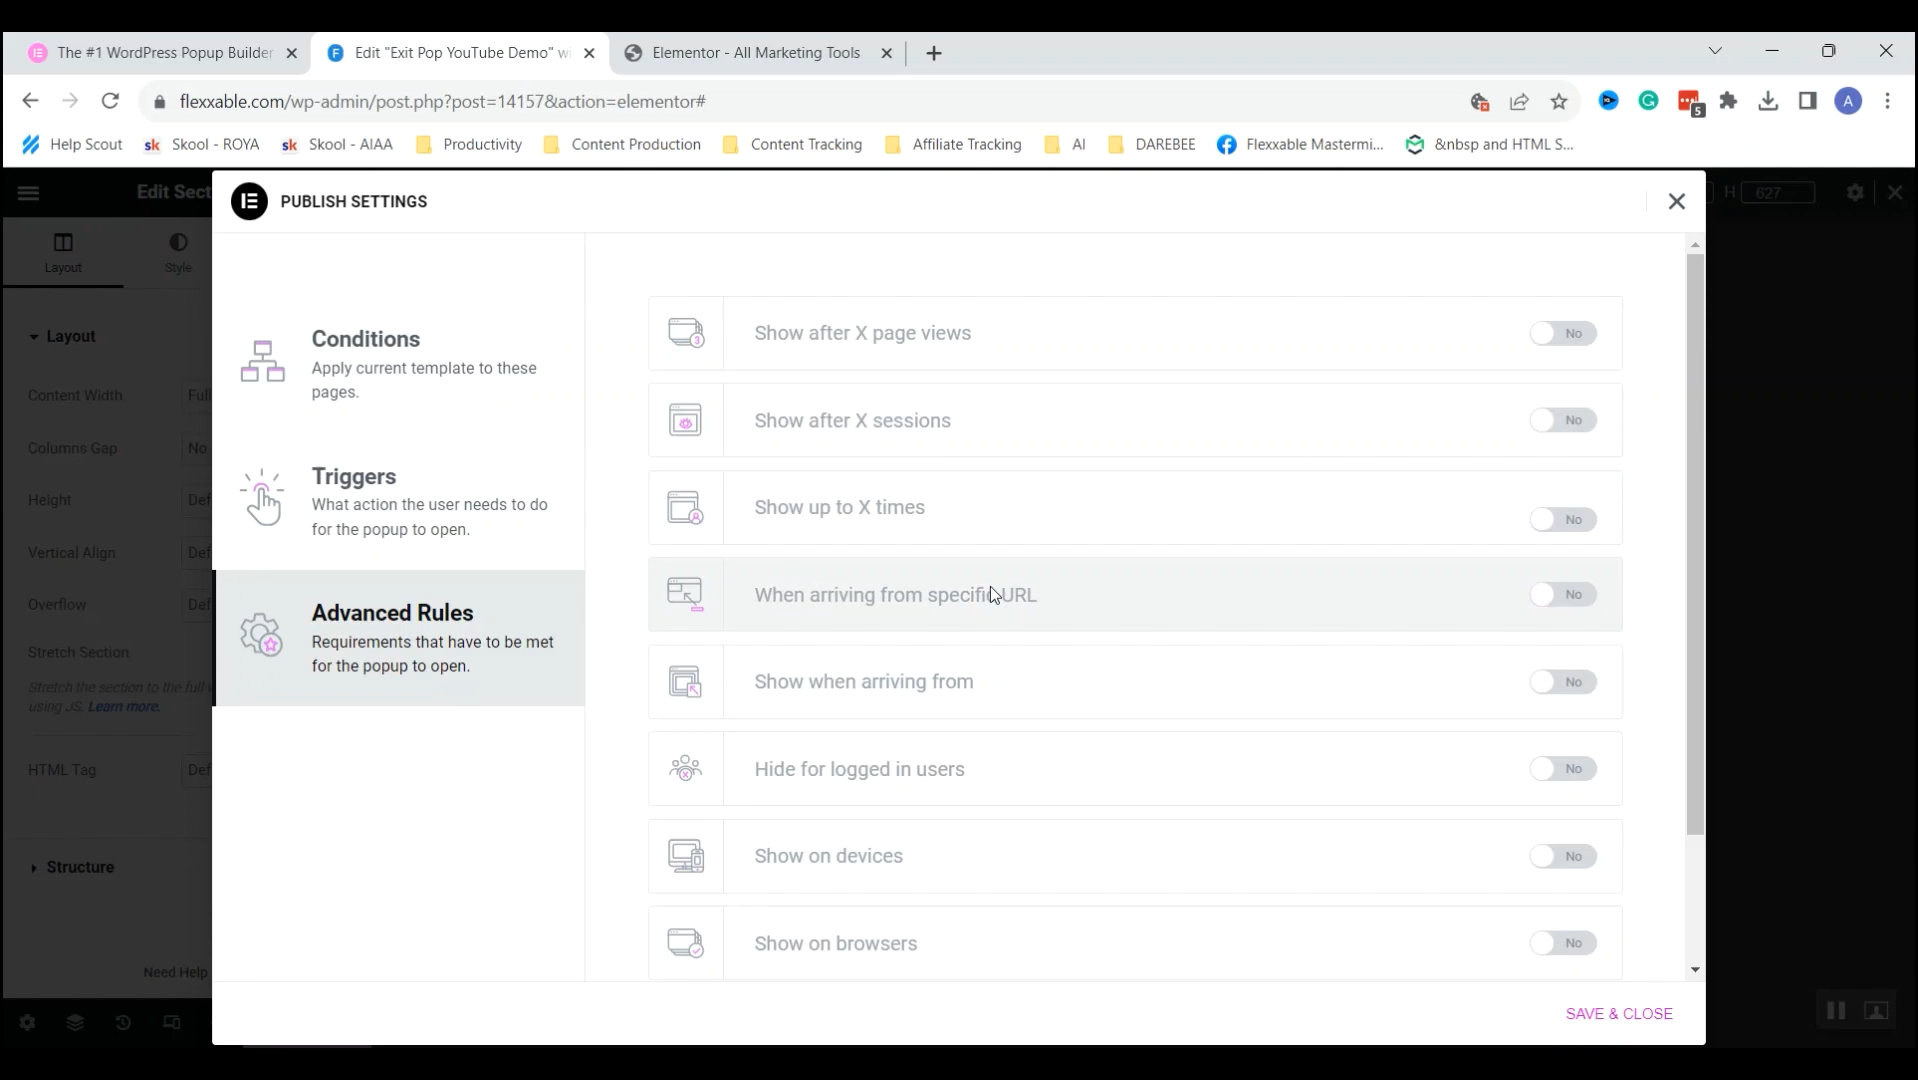 The #1 WordPress Popup Builder
Edit "Exit Pop YouTube Demo" w
Elementor - All Marketing Tools
flexxable.com/wp-admin/post.php?post=14157&action=elementor#
5
A
Help Scout
Skool - ROYA
Skool - AIAA
Productivity
Content Production
Content Tracking
Affiliate Tracking
AI
DAREBEE
Flexxable Mastermi...
&nbsp and HTML S...
Edit Sect
PUBLISH SETTINGS
H
627
Layout
Style
Layout
Content Width
Full
Columns Gap
No
Height
Def
Vertical Align
Def
Overflow
Def
Stretch Section
Stretch the section to the full
using JS. Learn more.
HTML Tag
Def
Structure
Need Help
Conditions
Apply current template to these
pages.
Triggers
What action the user needs to do
for the popup to open.
Advanced Rules
Requirements that have to be met
for the popup to open.
Show after X page views
No
Show after X sessions
No
Show up to X times
No
When arriving from specific URL
No
Show when arriving from
No
Hide for logged in users
No
Show on devices
No
Show on browsers
No
SAVE & CLOSE